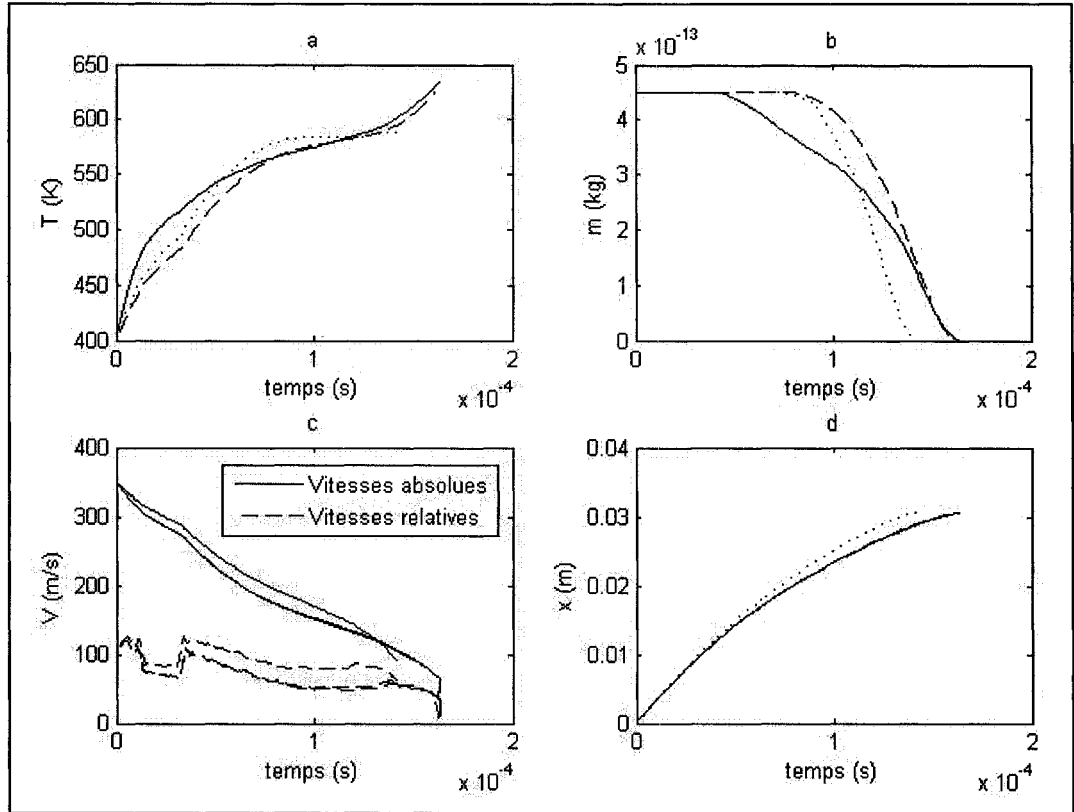 a
650
600
550
500
450
400
T (K)
0
1
2
temps (s)
x 10⁻⁴
b
x 10⁻¹³
5
4
3
2
1
0
m (kg)
0
1
2
temps (s)
x 10⁻⁴
c
400
300
200
100
0
V (m/s)
Vitesses absolues
Vitesses relatives
0
1
2
temps (s)
x 10⁻⁴
d
0.04
0.03
0.02
0.01
0
x (m)
0
1
2
temps (s)
x 10⁻⁴